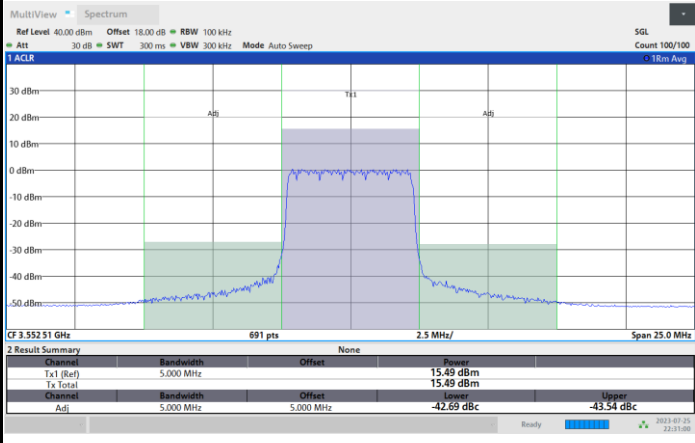 MultiView Spectrum
Ref Level 40.00 dBm Offset 18.00 dB RBW 100 kHz SGL
Att 30 dB SWT 300 ms VBW 300 kHz Mode Auto Sweep Count 100/100
1 ACLR 1Rm Avg
30 dBm
Tx1
20 dBm
Adj Adj
10 dBm
0 dBm
-10 dBm
-20 dBm
-30 dBm
-40 dBm
-50 dBm
CF 3.552 51 GHz 691 pts 2.5 MHz/ Span 25.0 MHz
2 Result Summary None
Channel Bandwidth Offset Power
Tx1 (Ref) 5.000 MHz 15.49 dBm
Tx Total 15.49 dBm
Channel Bandwidth Offset Lower Upper
Adj 5.000 MHz 5.000 MHz -42.69 dBc -43.54 dBc
Ready 2023-07-25
22:31:00